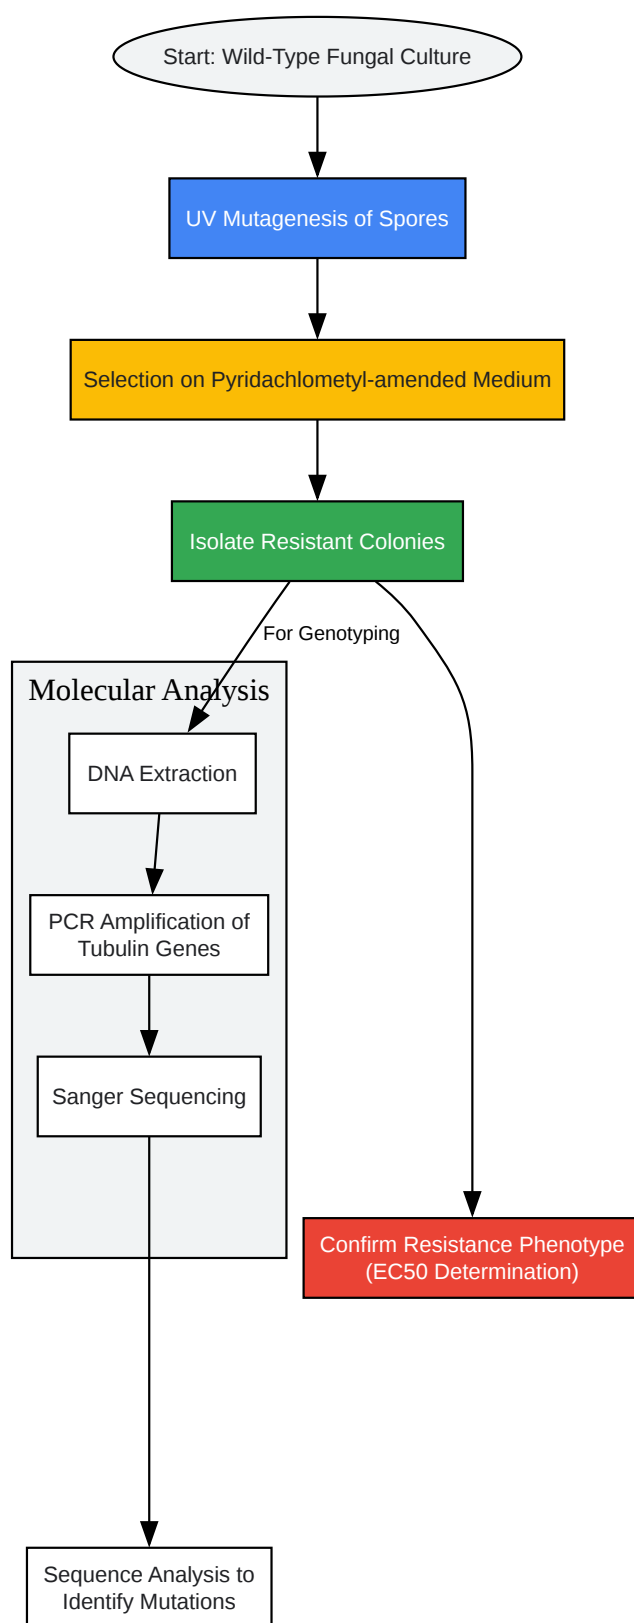 Start: Wild-Type Fungal Culture
UV Mutagenesis of Spores
Selection on Pyridachlometyl-amended Medium
Isolate Resistant Colonies
For Genotyping
Molecular Analysis
DNA Extraction
PCR Amplification of
Tubulin Genes
Sanger Sequencing
Confirm Resistance Phenotype
(EC50 Determination)
Sequence Analysis to
Identify Mutations